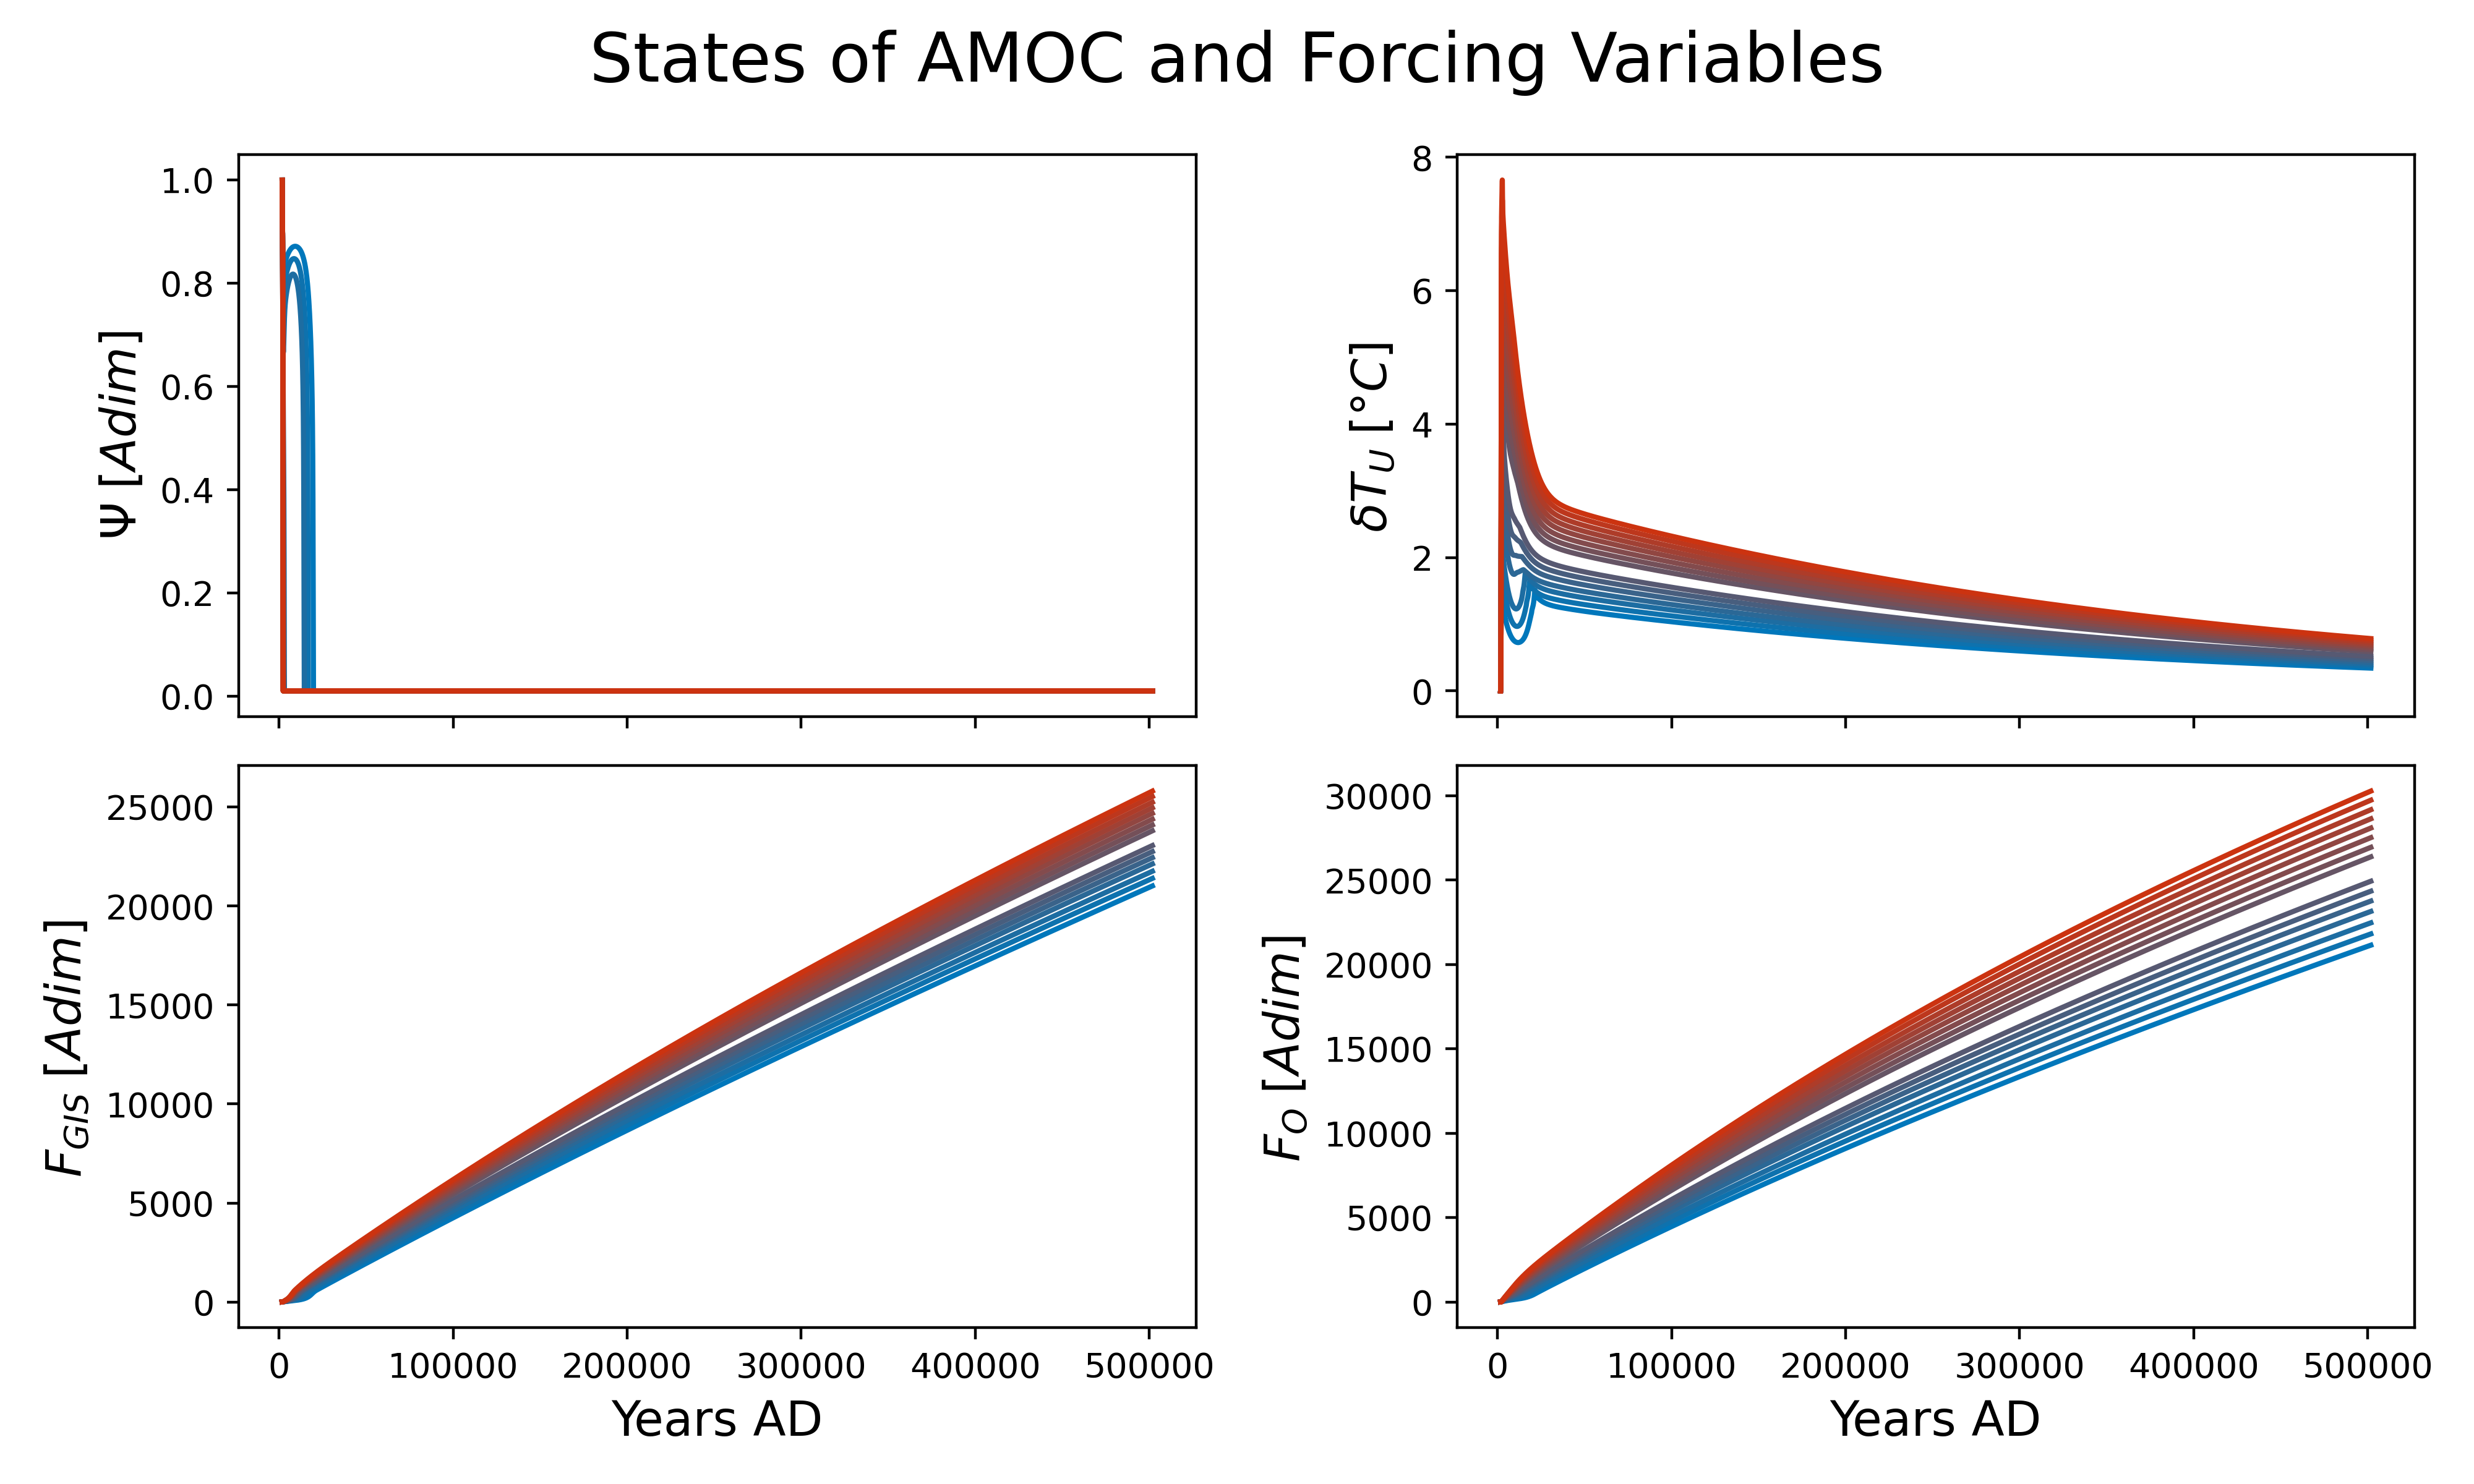 States of AMOC and Forcing Variables
Ψ [Adim]
1.0
0.8
0.6
0.4
0.2
0.0
δT_U [°C]
8
6
4
2
0
F_GIS [Adim]
25000
20000
15000
10000
5000
0
0 100000 200000 300000 400000 500000
Years AD
F_O [Adim]
30000
25000
20000
15000
10000
5000
0
0 100000 200000 300000 400000 500000
Years AD